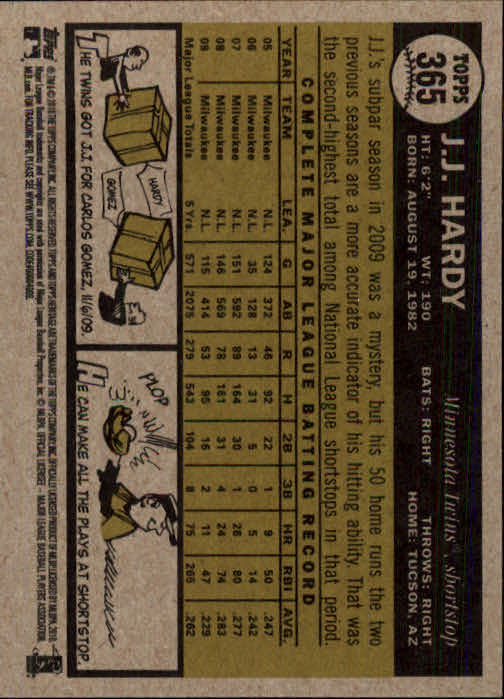 TOPPS
365
J.J. HARDY
Minnesota Twins, shortstop
HT: 6'2" WT: 190 BATS: RIGHT THROWS: RIGHT
BORN: AUGUST 19, 1982 HOME: TUCSON, AZ
J.J.'s subpar season in 2009 was a mystery, but his 50 home runs the two
previous seasons are a more accurate indicator of his hitting ability. That was
the second-highest total among National League shortstops in that period.
COMPLETE MAJOR LEAGUE BATTING RECORD
YEAR TEAM LEA. G AB R H 2B 3B HR RBI AVG.
05 Milwaukee N.L. 124 372 46 92 22 1 9 50 .247
06 Milwaukee N.L. 35 128 13 31 5 0 5 14 .242
07 Milwaukee N.L. 151 592 89 164 30 1 26 80 .277
08 Milwaukee N.L. 146 569 78 161 31 4 24 74 .283
09 Milwaukee N.L. 115 414 53 95 16 2 11 47 .229
Major League Totals 5 Yrs. 571 2075 279 543 104 8 75 265 .262
HARDY
GOMEZ
THE TWINS GOT J.J. FOR CARLOS GOMEZ, 11/6/09.
PLOP
HE CAN MAKE ALL THE PLAYS AT SHORTSTOP.